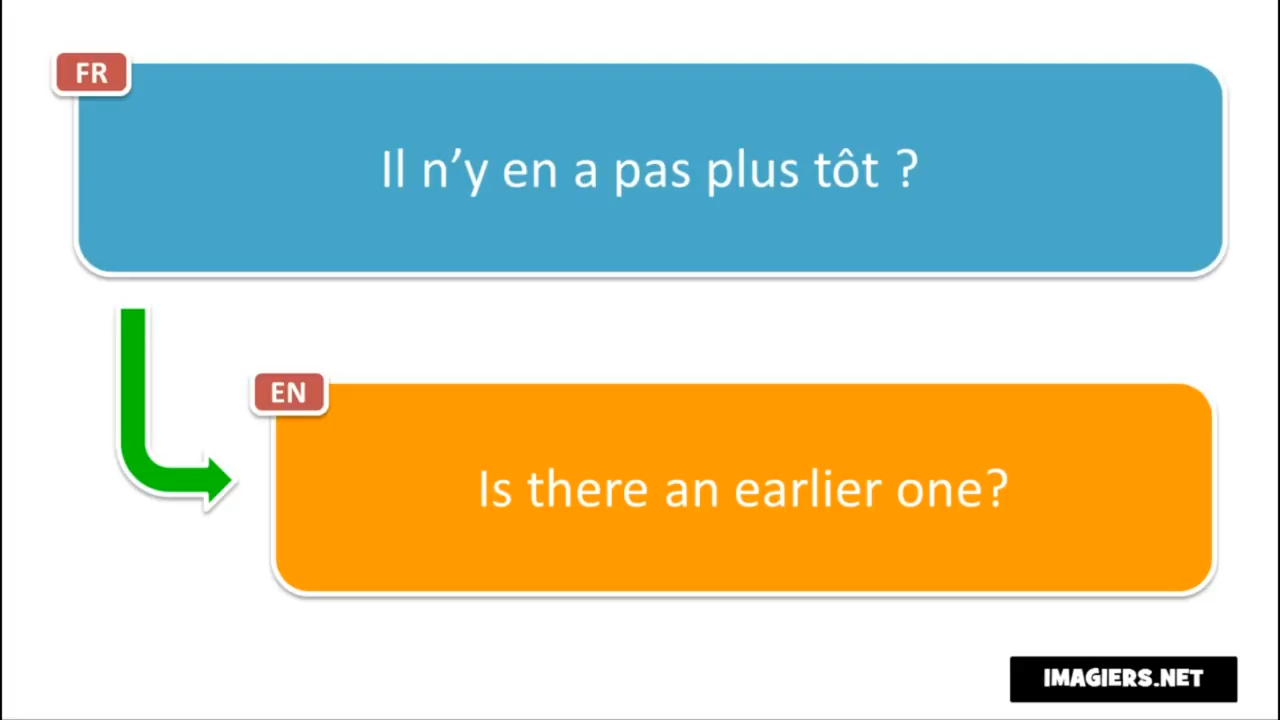 FR
Il n’y en a pas plus tôt ?
EN
Is there an earlier one?
IMAGIERS.NET